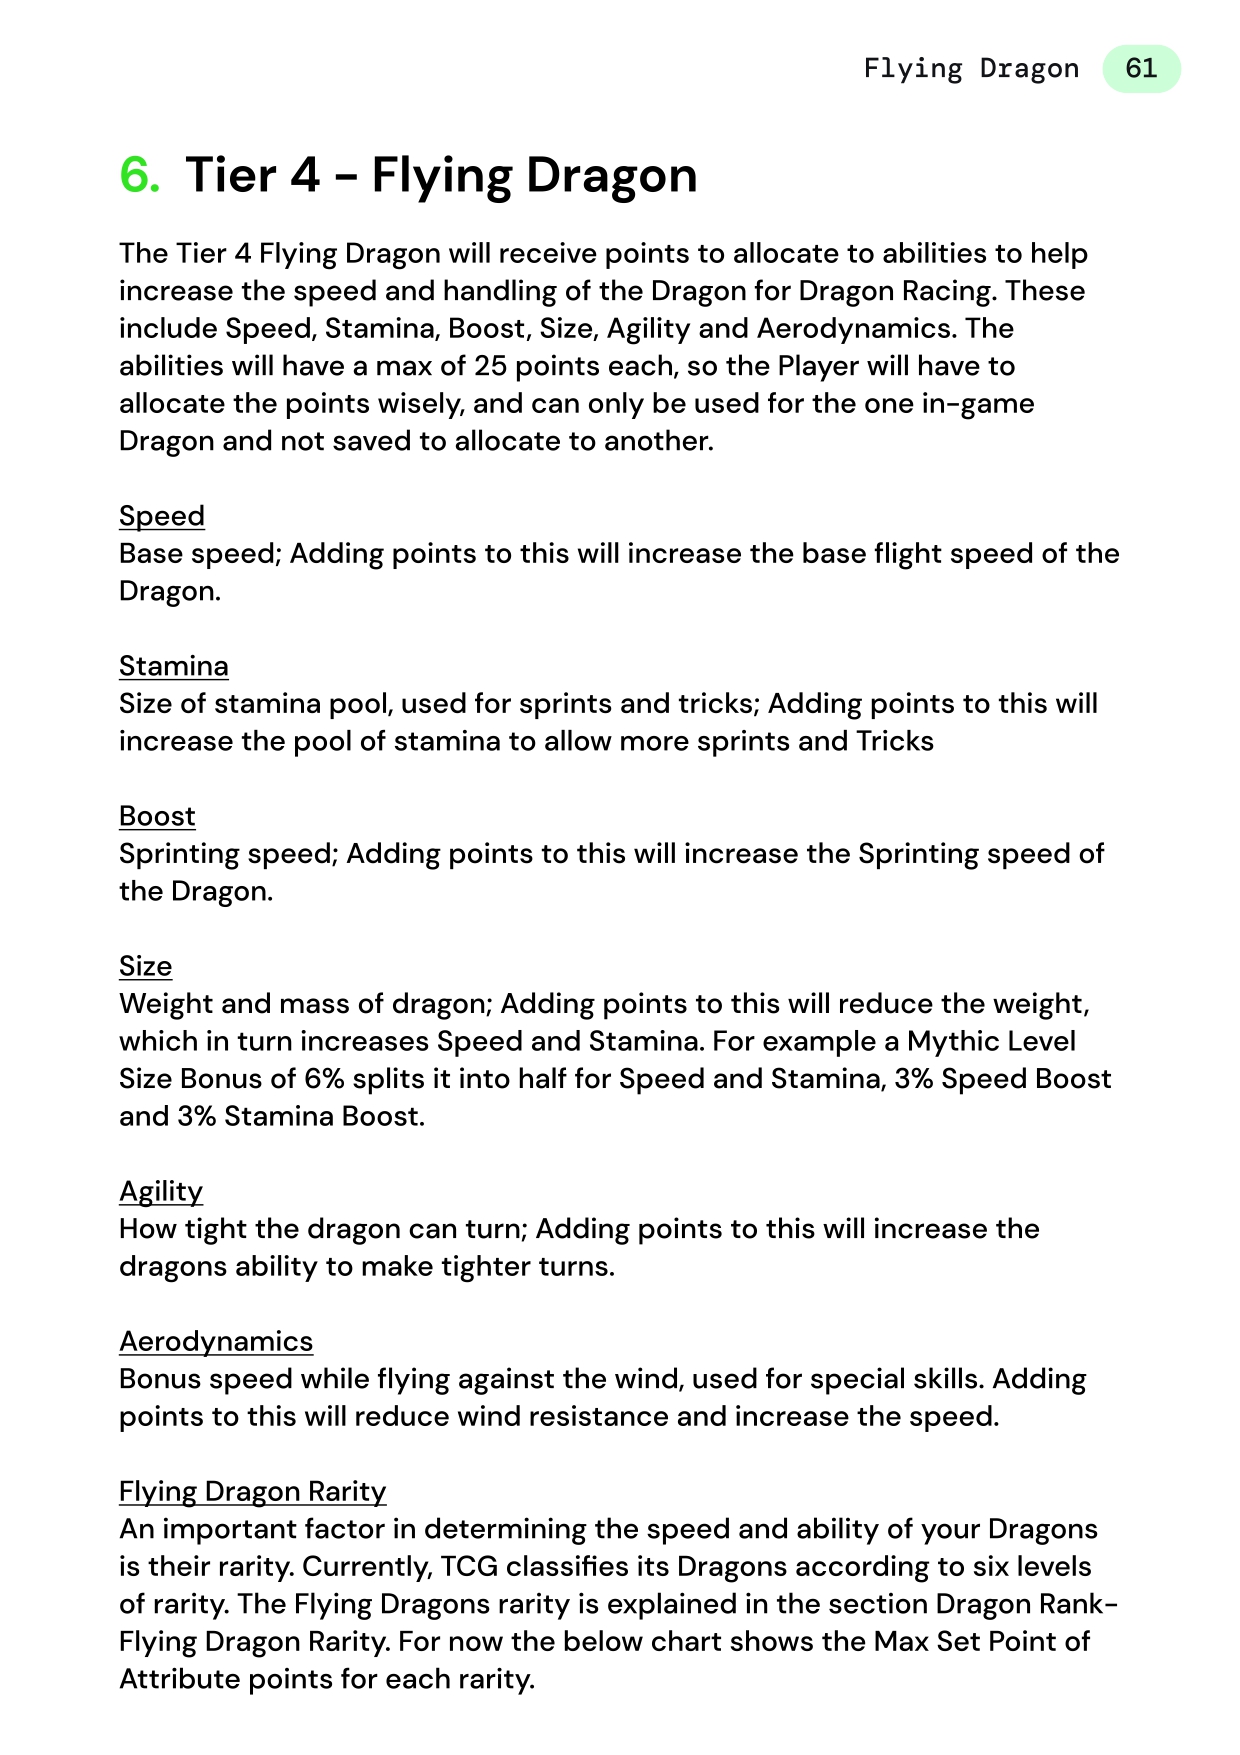 Flying Dragon 61
6. Tier 4 - Flying Dragon
The Tier 4 Flying Dragon will receive points to allocate to abilities to help
increase the speed and handling of the Dragon for Dragon Racing. These
include Speed, Stamina, Boost, Size, Agility and Aerodynamics. The
abilities will have a max of 25 points each, so the Player will have to
allocate the points wisely, and can only be used for the one in-game
Dragon and not saved to allocate to another.
Speed
Base speed; Adding points to this will increase the base flight speed of the
Dragon.
Stamina
Size of stamina pool, used for sprints and tricks; Adding points to this will
increase the pool of stamina to allow more sprints and Tricks
Boost
Sprinting speed; Adding points to this will increase the Sprinting speed of
the Dragon.
Size
Weight and mass of dragon; Adding points to this will reduce the weight,
which in turn increases Speed and Stamina. For example a Mythic Level
Size Bonus of 6% splits it into half for Speed and Stamina, 3% Speed Boost
and 3% Stamina Boost.
Agility
How tight the dragon can turn; Adding points to this will increase the
dragons ability to make tighter turns.
Aerodynamics
Bonus speed while flying against the wind, used for special skills. Adding
points to this will reduce wind resistance and increase the speed.
Flying Dragon Rarity
An important factor in determining the speed and ability of your Dragons
is their rarity. Currently, TCG classifies its Dragons according to six levels
of rarity. The Flying Dragons rarity is explained in the section Dragon Rank-
Flying Dragon Rarity. For now the below chart shows the Max Set Point of
Attribute points for each rarity.